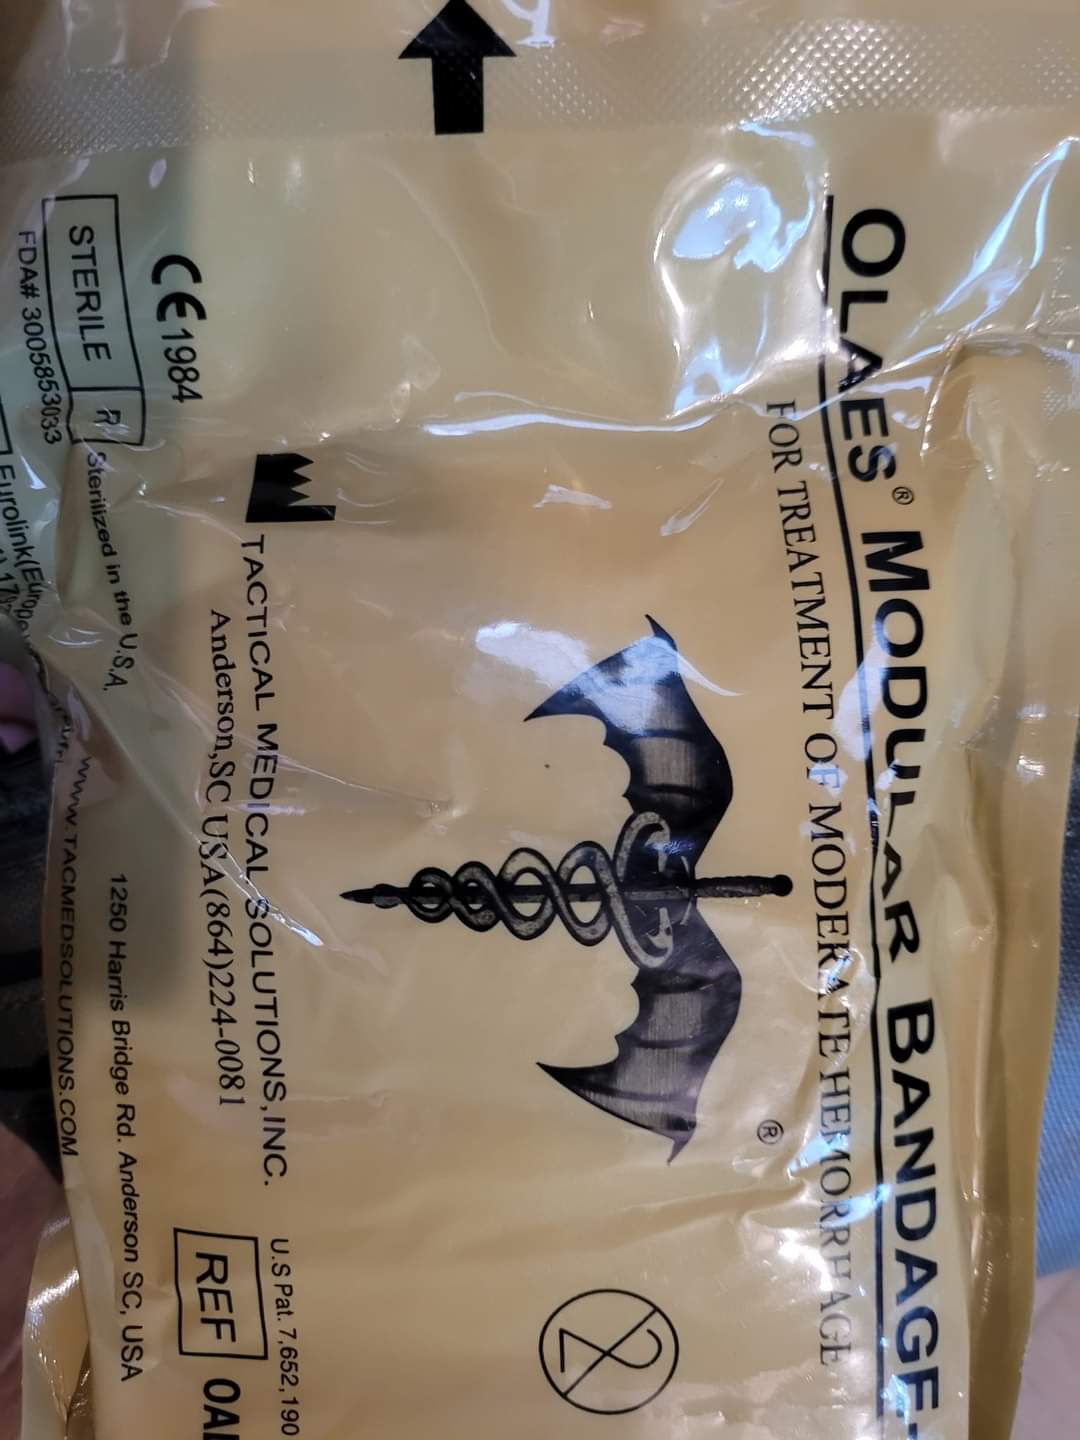 OLAES® MODULAR BANDAGE-
FOR TREATMENT OF MODERATE HEMORRHAGE
®
2
TACTICAL MEDICAL SOLUTIONS,INC.
Anderson,SC USA(864)224-0081
U.S Pat. 7,652,190
REF
CE1984
STERILE R Sterilized in the U.S.A.
1250 Harris Bridge Rd. Anderson SC, USA
FDA# 3005853033
WWW.TACMEDSOLUTIONS.COM